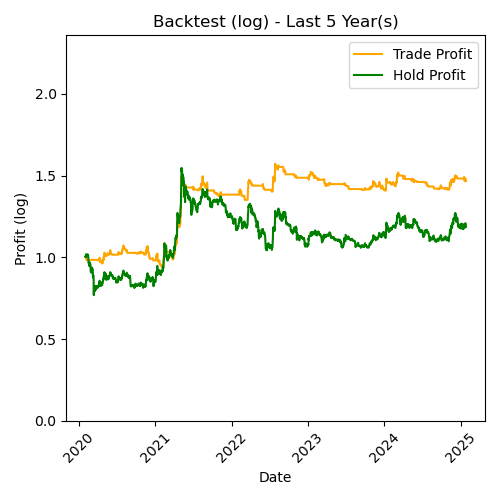 Backtest (log) - Last 5 Year(s)
Trade Profit
Hold Profit
Profit (log)
2.0
1.5
1.0
0.5
0.0
2020
2021
2022
2023
2024
2025
Date